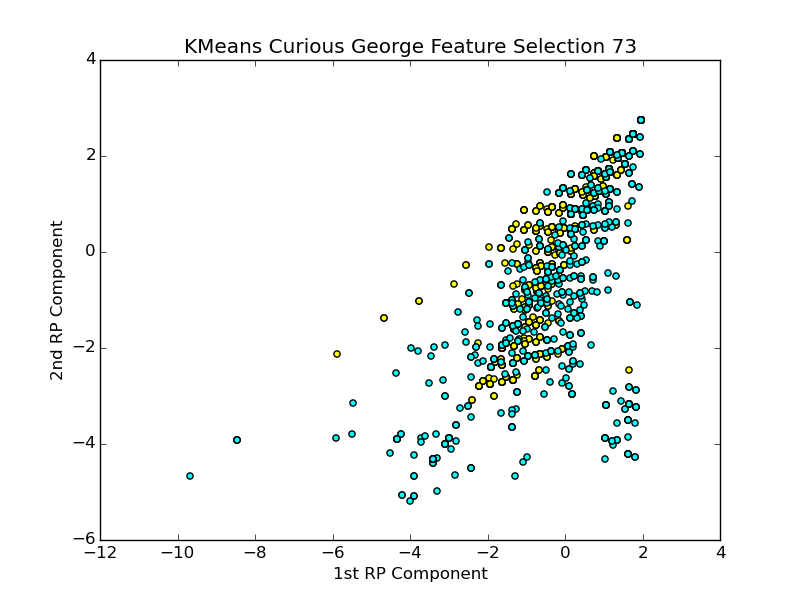 KMeans Curious George Feature Selection 73
4
2
0
−2
−4
−6
2nd RP Component
−12 −10 −8 −6 −4 −2 0 2 4
1st RP Component